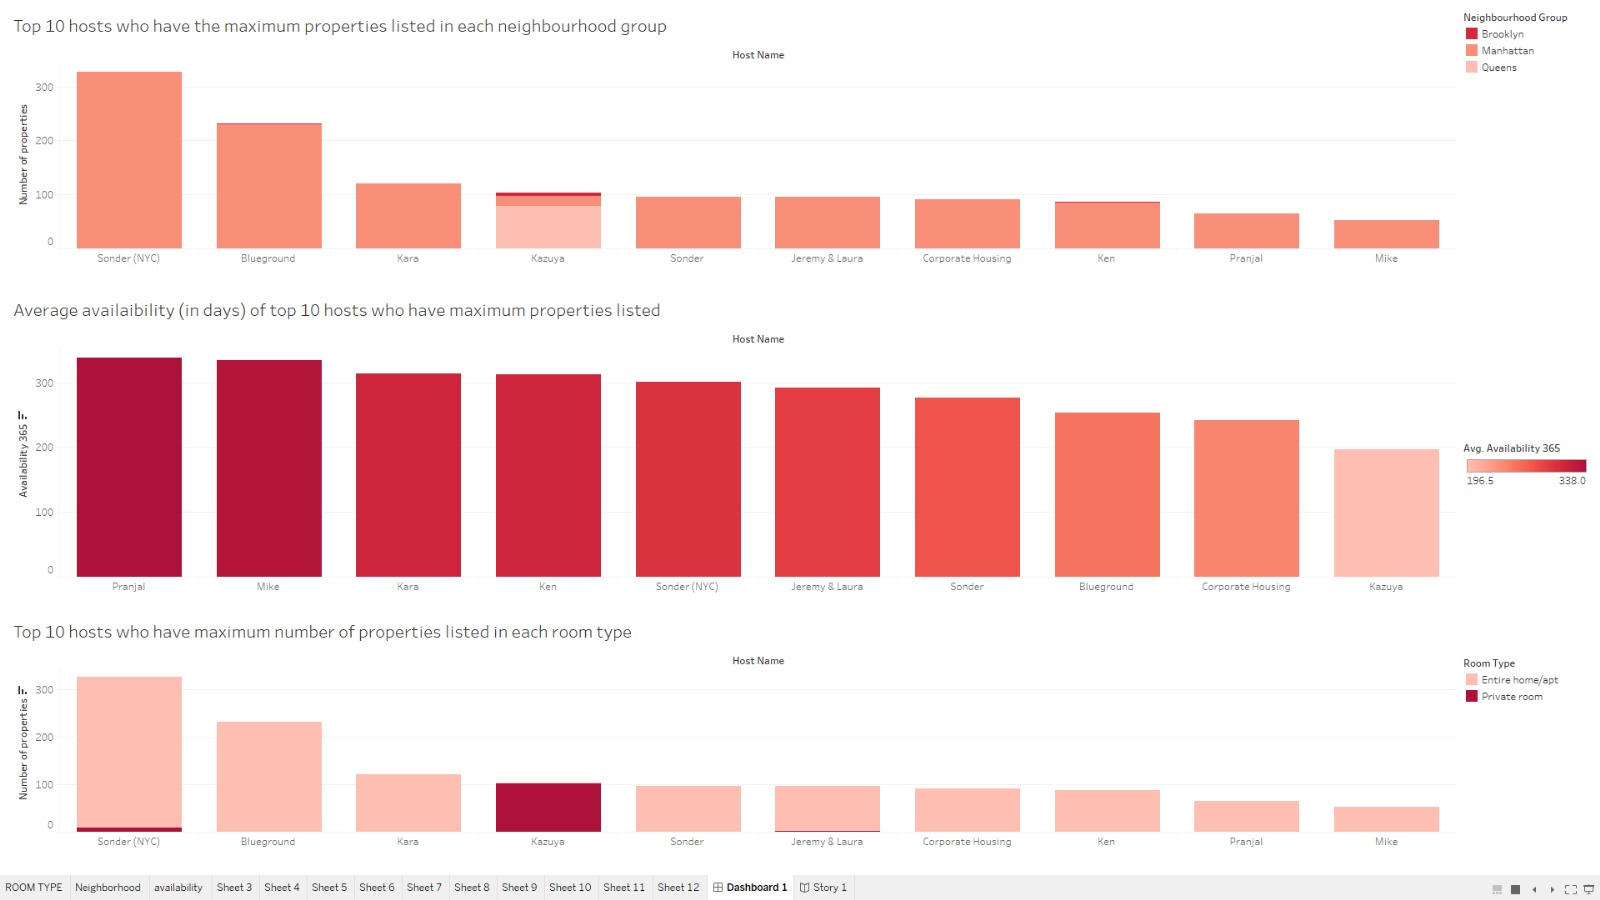 Top 10 hosts who have the maximum properties listed in each neighbourhood group
Host Name
Number of properties
300
200
100
0
Sonder (NYC) Blueground Kara Kazuya Sonder Jeremy & Laura Corporate Housing Ken Pranjal Mike
Neighbourhood Group
Brooklyn
Manhattan
Queens
Average availaibility (in days) of top 10 hosts who have maximum properties listed
Host Name
Availability 365
300
200
100
0
Pranjal Mike Kara Ken Sonder (NYC) Jeremy & Laura Sonder Blueground Corporate Housing Kazuya
Avg. Availability 365
196.5 338.0
Top 10 hosts who have maximum number of properties listed in each room type
Host Name
Number of properties
300
200
100
0
Sonder (NYC) Blueground Kara Kazuya Sonder Jeremy & Laura Corporate Housing Ken Pranjal Mike
Room Type
Entire home/apt
Private room
ROOM TYPE Neighborhood availability Sheet 3 Sheet 4 Sheet 5 Sheet 6 Sheet 7 Sheet 8 Sheet 9 Sheet 10 Sheet 11 Sheet 12 Dashboard 1 Story 1